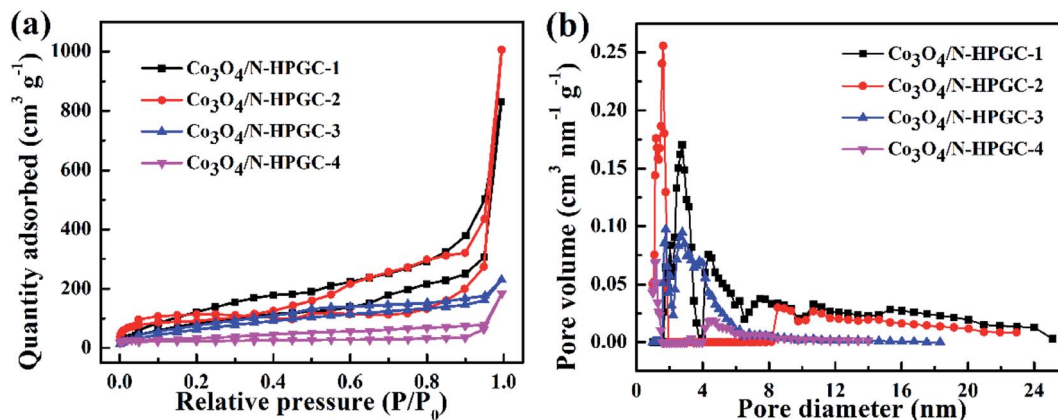 (a)
Quantity adsorbed (cm³ g⁻¹)
1000
800
600
400
200
0
Co₃O₄/N-HPGC-1
Co₃O₄/N-HPGC-2
Co₃O₄/N-HPGC-3
Co₃O₄/N-HPGC-4
0.0 0.2 0.4 0.6 0.8 1.0
Relative pressure (P/P₀)
(b)
Pore volume (cm³ nm⁻¹ g⁻¹)
0.25
0.20
0.15
0.10
0.05
0.00
Co₃O₄/N-HPGC-1
Co₃O₄/N-HPGC-2
Co₃O₄/N-HPGC-3
Co₃O₄/N-HPGC-4
0 4 8 12 16 20 24
Pore diameter (nm)